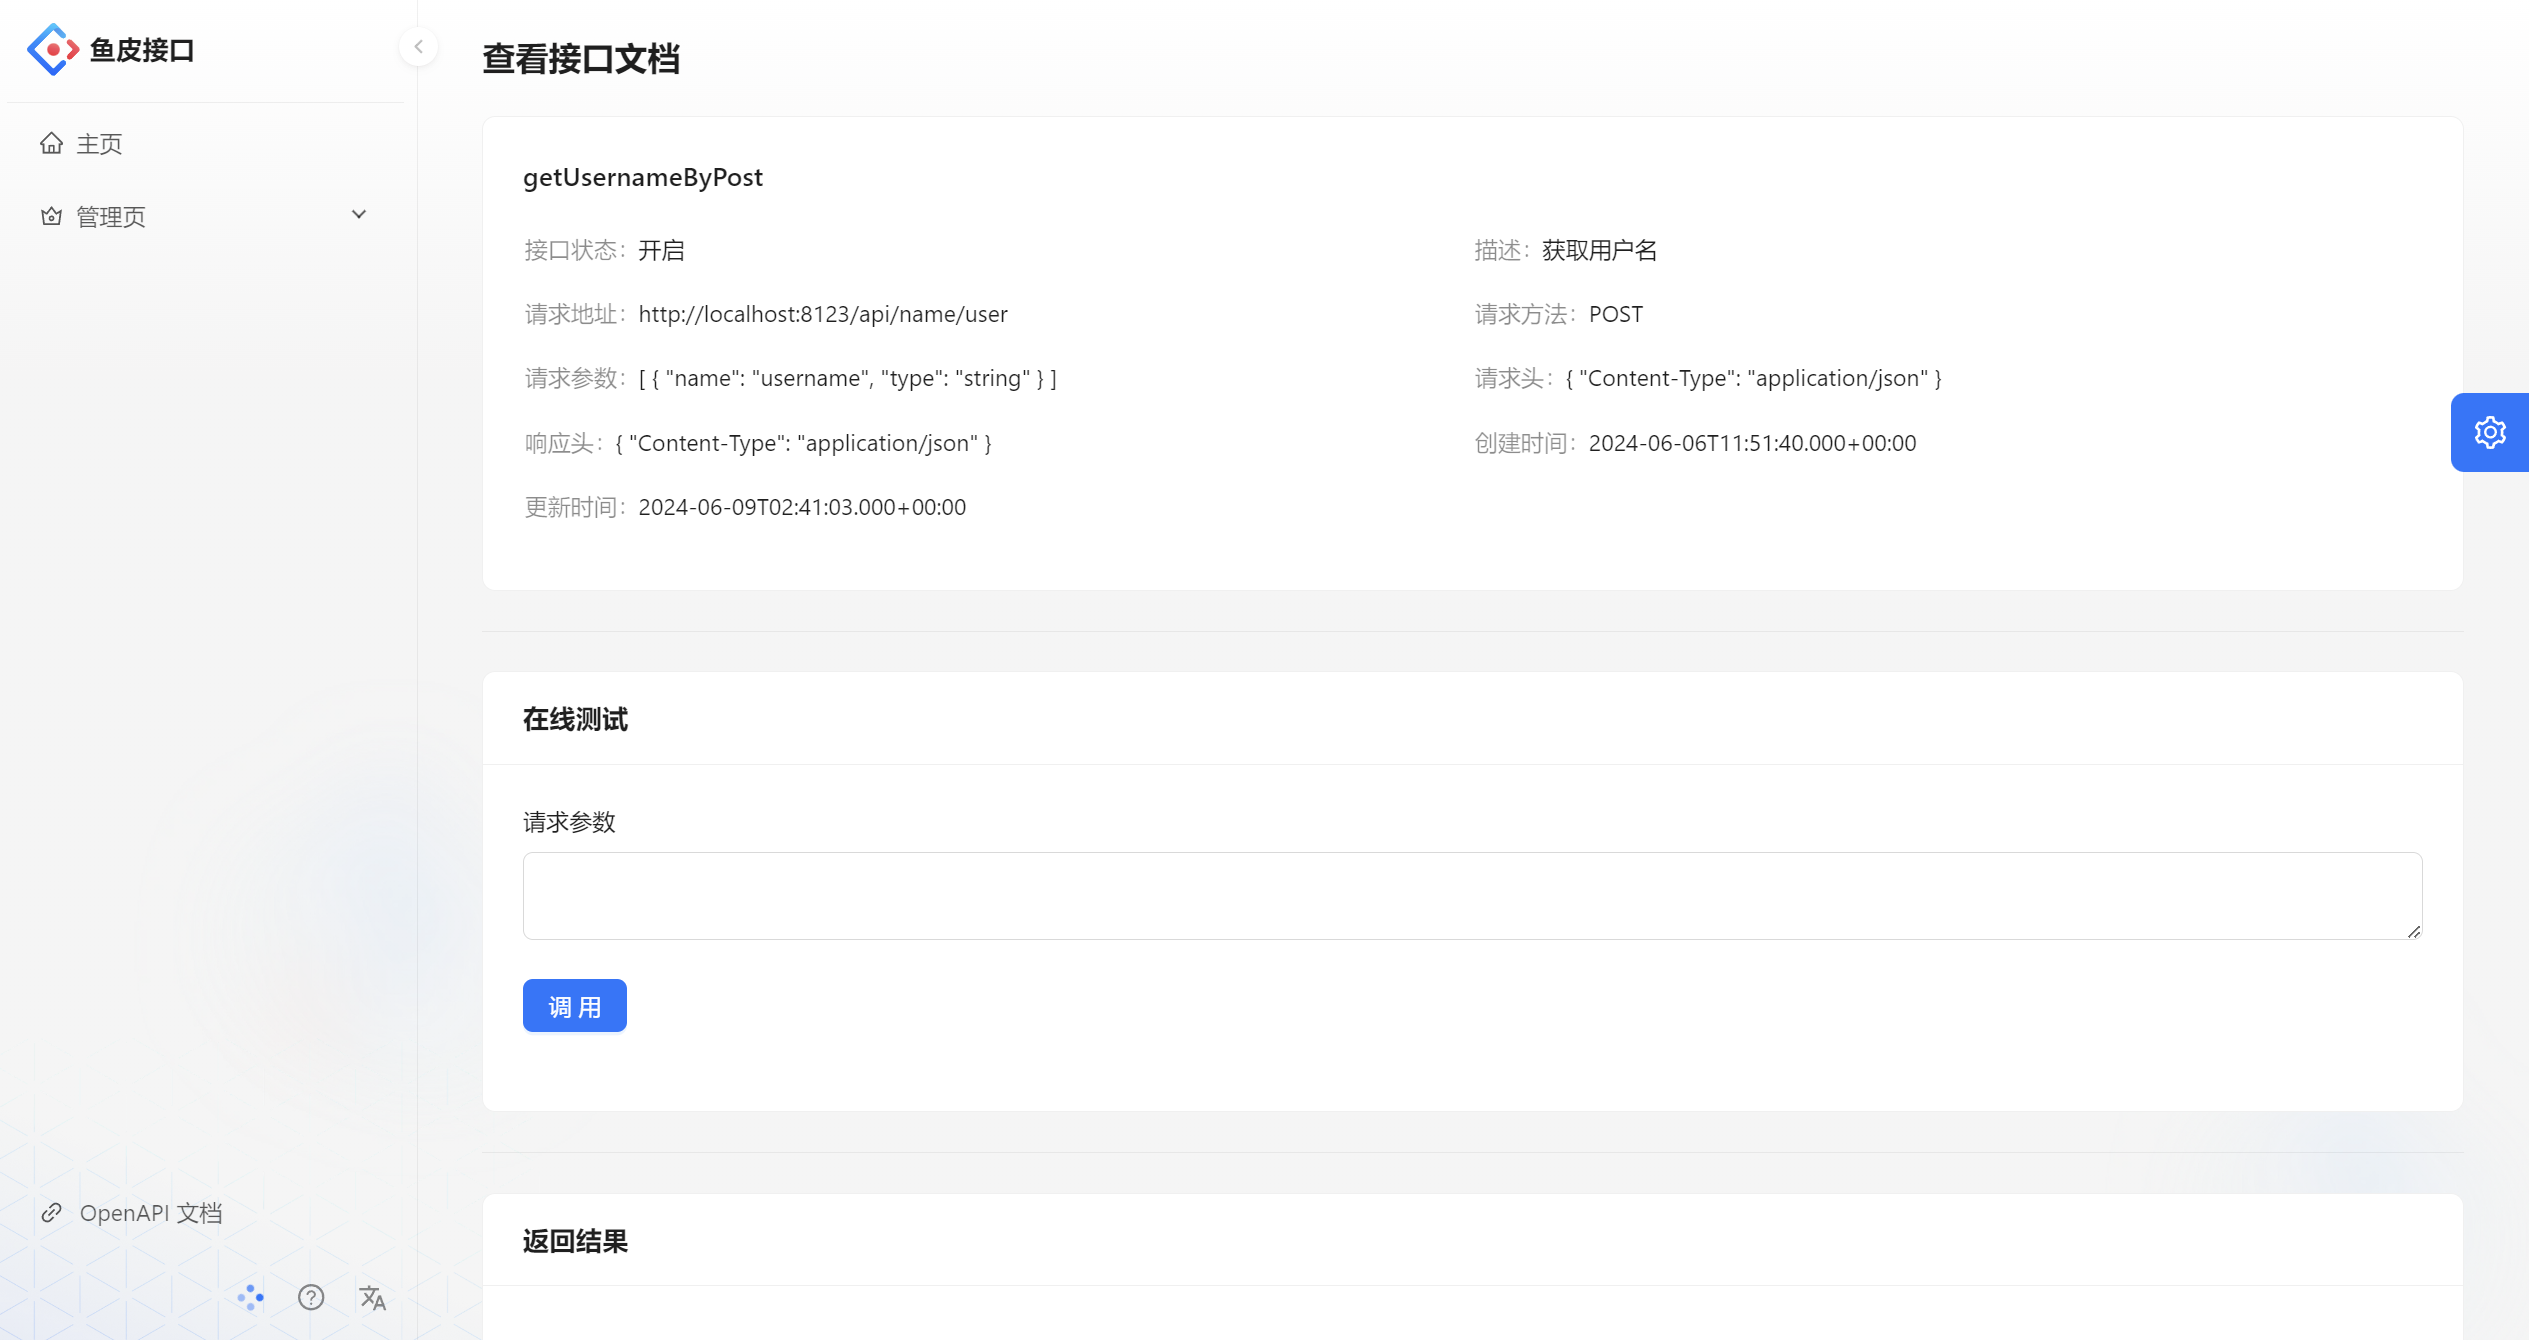 鱼皮接口
主页
管理页
OpenAPI 文档
查看接口文档
getUsernameByPost
接口状态: 开启
描述: 获取用户名
请求地址: http://localhost:8123/api/name/user
请求方法: POST
请求参数: [ { "name": "username", "type": "string" } ]
请求头: { "Content-Type": "application/json" }
响应头: { "Content-Type": "application/json" }
创建时间: 2024-06-06T11:51:40.000+00:00
更新时间: 2024-06-09T02:41:03.000+00:00
在线测试
请求参数
调 用
返回结果